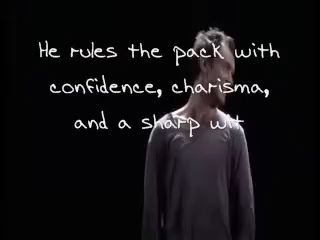 He rules the pack with
confidence, charisma,
and a sharp wit